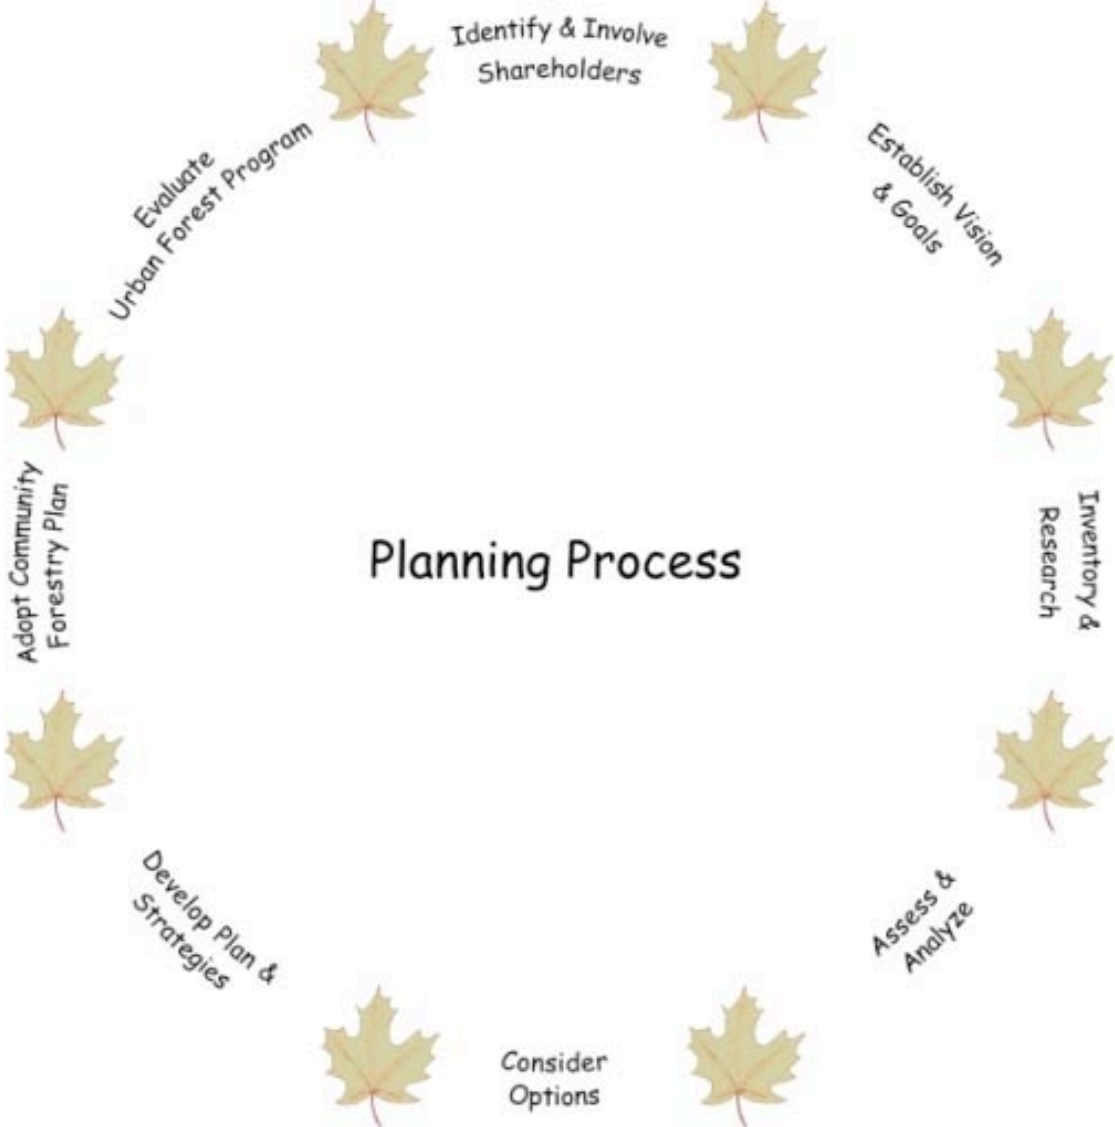 Identify & Involve
Shareholders
Establish Vision
& Goals
Inventory &
Research
Assess &
Analyze
Consider
Options
Develop Plan &
Strategies
Adopt Community
Forestry Plan
Evaluate
Urban Forest Program
Planning Process